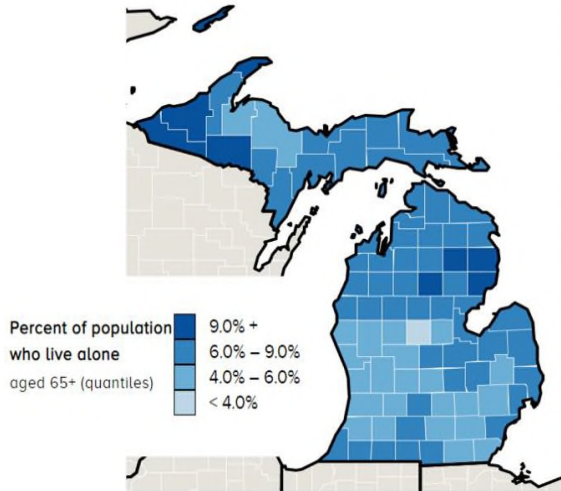 Percent of population
who live alone
aged 65+ (quantiles)
9.0% +
6.0% – 9.0%
4.0% – 6.0%
< 4.0%